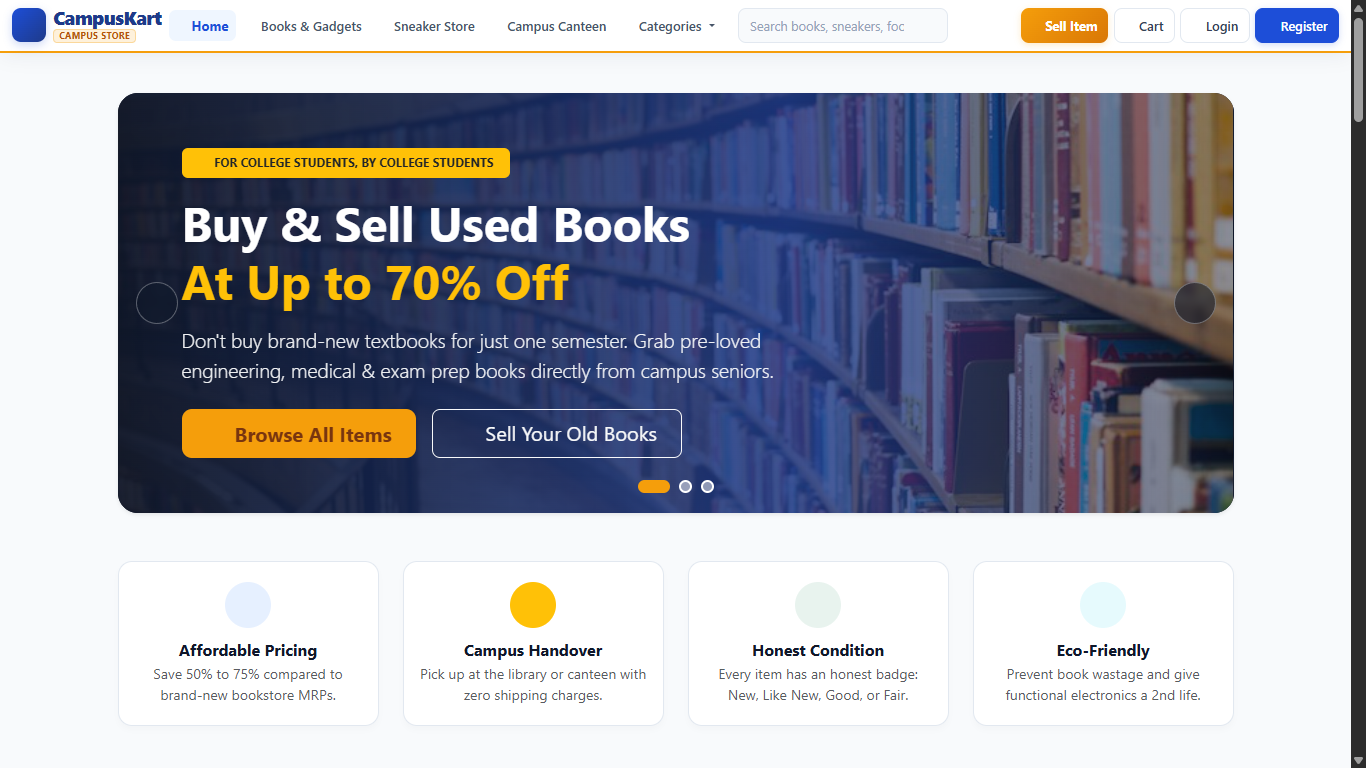 CampusKart
CAMPUS STORE
Home
Books & Gadgets
Sneaker Store
Campus Canteen
Categories
Search books, sneakers, foc
Sell Item
Cart
Login
Register
FOR COLLEGE STUDENTS, BY COLLEGE STUDENTS
Buy & Sell Used Books
At Up to 70% Off
Don't buy brand-new textbooks for just one semester. Grab pre-loved
engineering, medical & exam prep books directly from campus seniors.
Browse All Items
Sell Your Old Books
Affordable Pricing
Save 50% to 75% compared to
brand-new bookstore MRPs.
Campus Handover
Pick up at the library or canteen with
zero shipping charges.
Honest Condition
Every item has an honest badge:
New, Like New, Good, or Fair.
Eco-Friendly
Prevent book wastage and give
functional electronics a 2nd life.